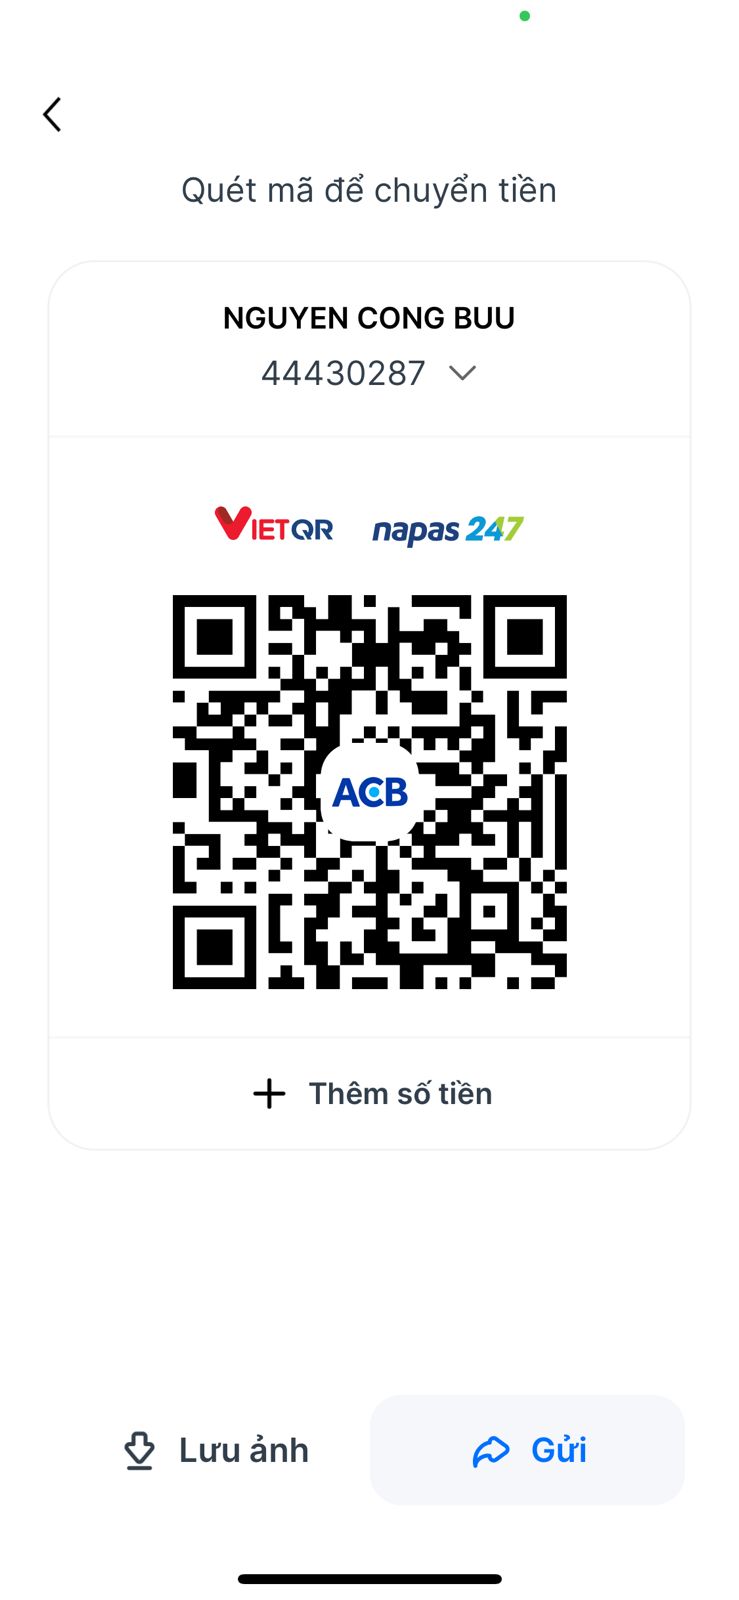 Quét mã để chuyển tiền
NGUYEN CONG BUU
44430287
VIETQR napas 247
ACB
Thêm số tiền
Lưu ảnh
Gửi